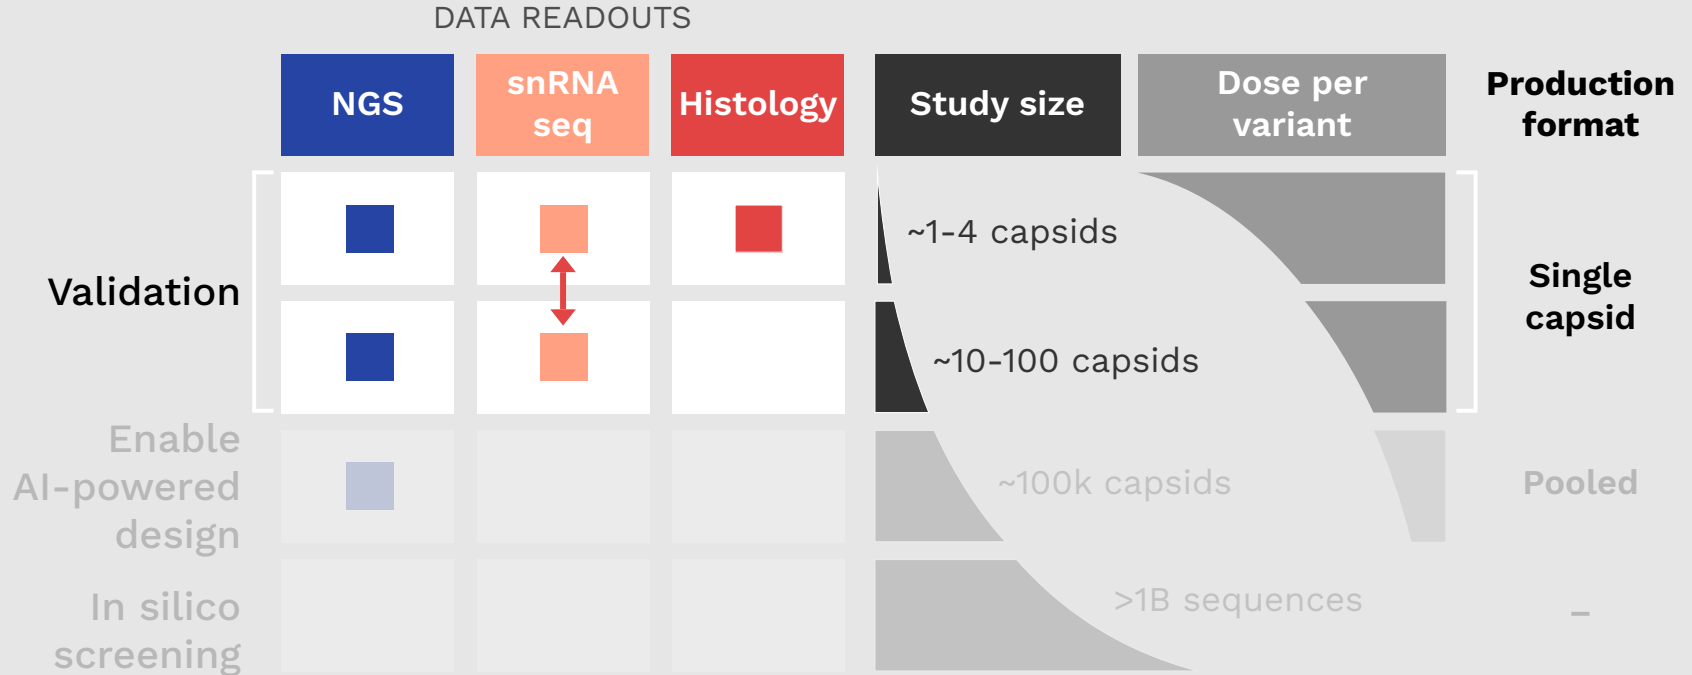 DATA READOUTS
NGS
snRNA
seq
Histology
Study size
Dose per
variant
Production
format
Validation
~1-4 capsids
~10-100 capsids
Single
capsid
Enable
AI-powered
design
~100k capsids
Pooled
In silico
screening
>1B sequences
–